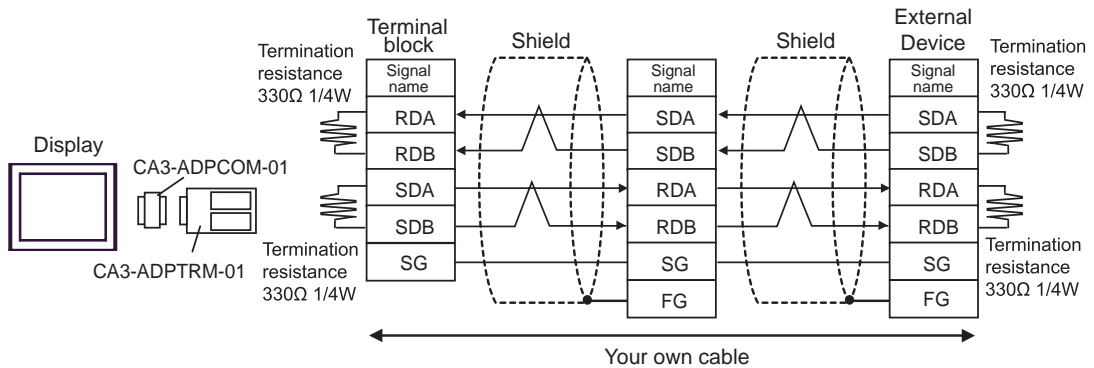 Display
CA3-ADPCOM-01
CA3-ADPTRM-01
Termination
resistance
330Ω 1/4W
Termination
resistance
330Ω 1/4W
Terminal
block
Signal
name
RDA
RDB
SDA
SDB
SG
Shield
Signal
name
SDA
SDB
RDA
RDB
SG
FG
Shield
External
Device
Signal
name
SDA
SDB
RDA
RDB
SG
FG
Termination
resistance
330Ω 1/4W
Termination
resistance
330Ω 1/4W
Your own cable